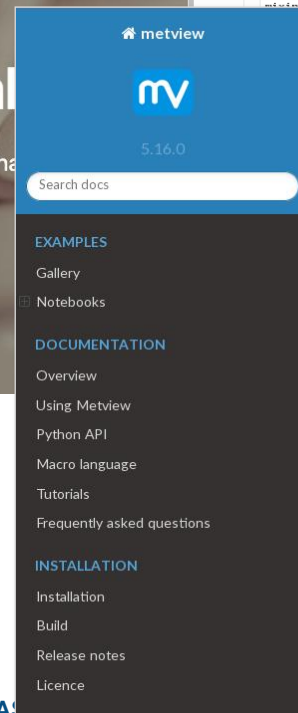 metview
mv
5.16.0
Search docs
EXAMPLES
Gallery
Notebooks
DOCUMENTATION
Overview
Using Metview
Python API
Macro language
Tutorials
Frequently asked questions
INSTALLATION
Installation
Build
Release notes
Licence